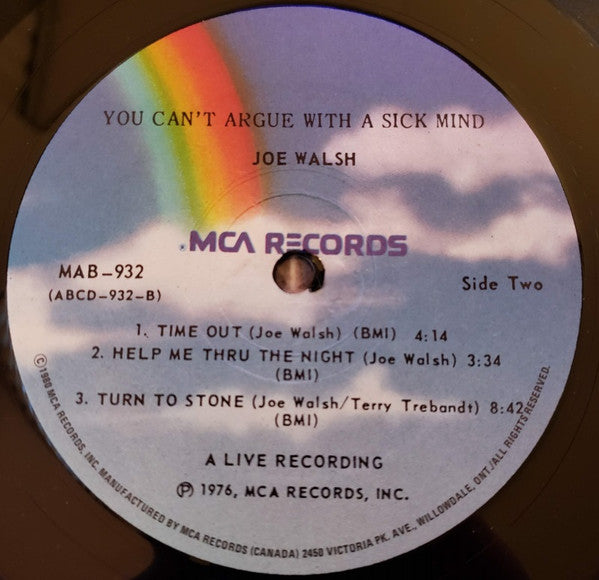 YOU CAN'T ARGUE WITH A SICK MIND
JOE WALSH
MCA RECORDS
MAB-932
(ABCD-932-B)
Side Two
1. TIME OUT (Joe Walsh) (BMI) 4:14
2. HELP ME THRU THE NIGHT (Joe Walsh) 3:34
(BMI)
3. TURN TO STONE (Joe Walsh/Terry Trebandt) 8:42
(BMI)
A LIVE RECORDING
Ⓟ 1976, MCA RECORDS, INC.
©1980 MCA RECORDS, INC. MANUFACTURED BY MCA RECORDS (CANADA) 2450 VICTORIA PK. AVE., WILLOWDALE, ONT./ALL RIGHTS RESERVED.